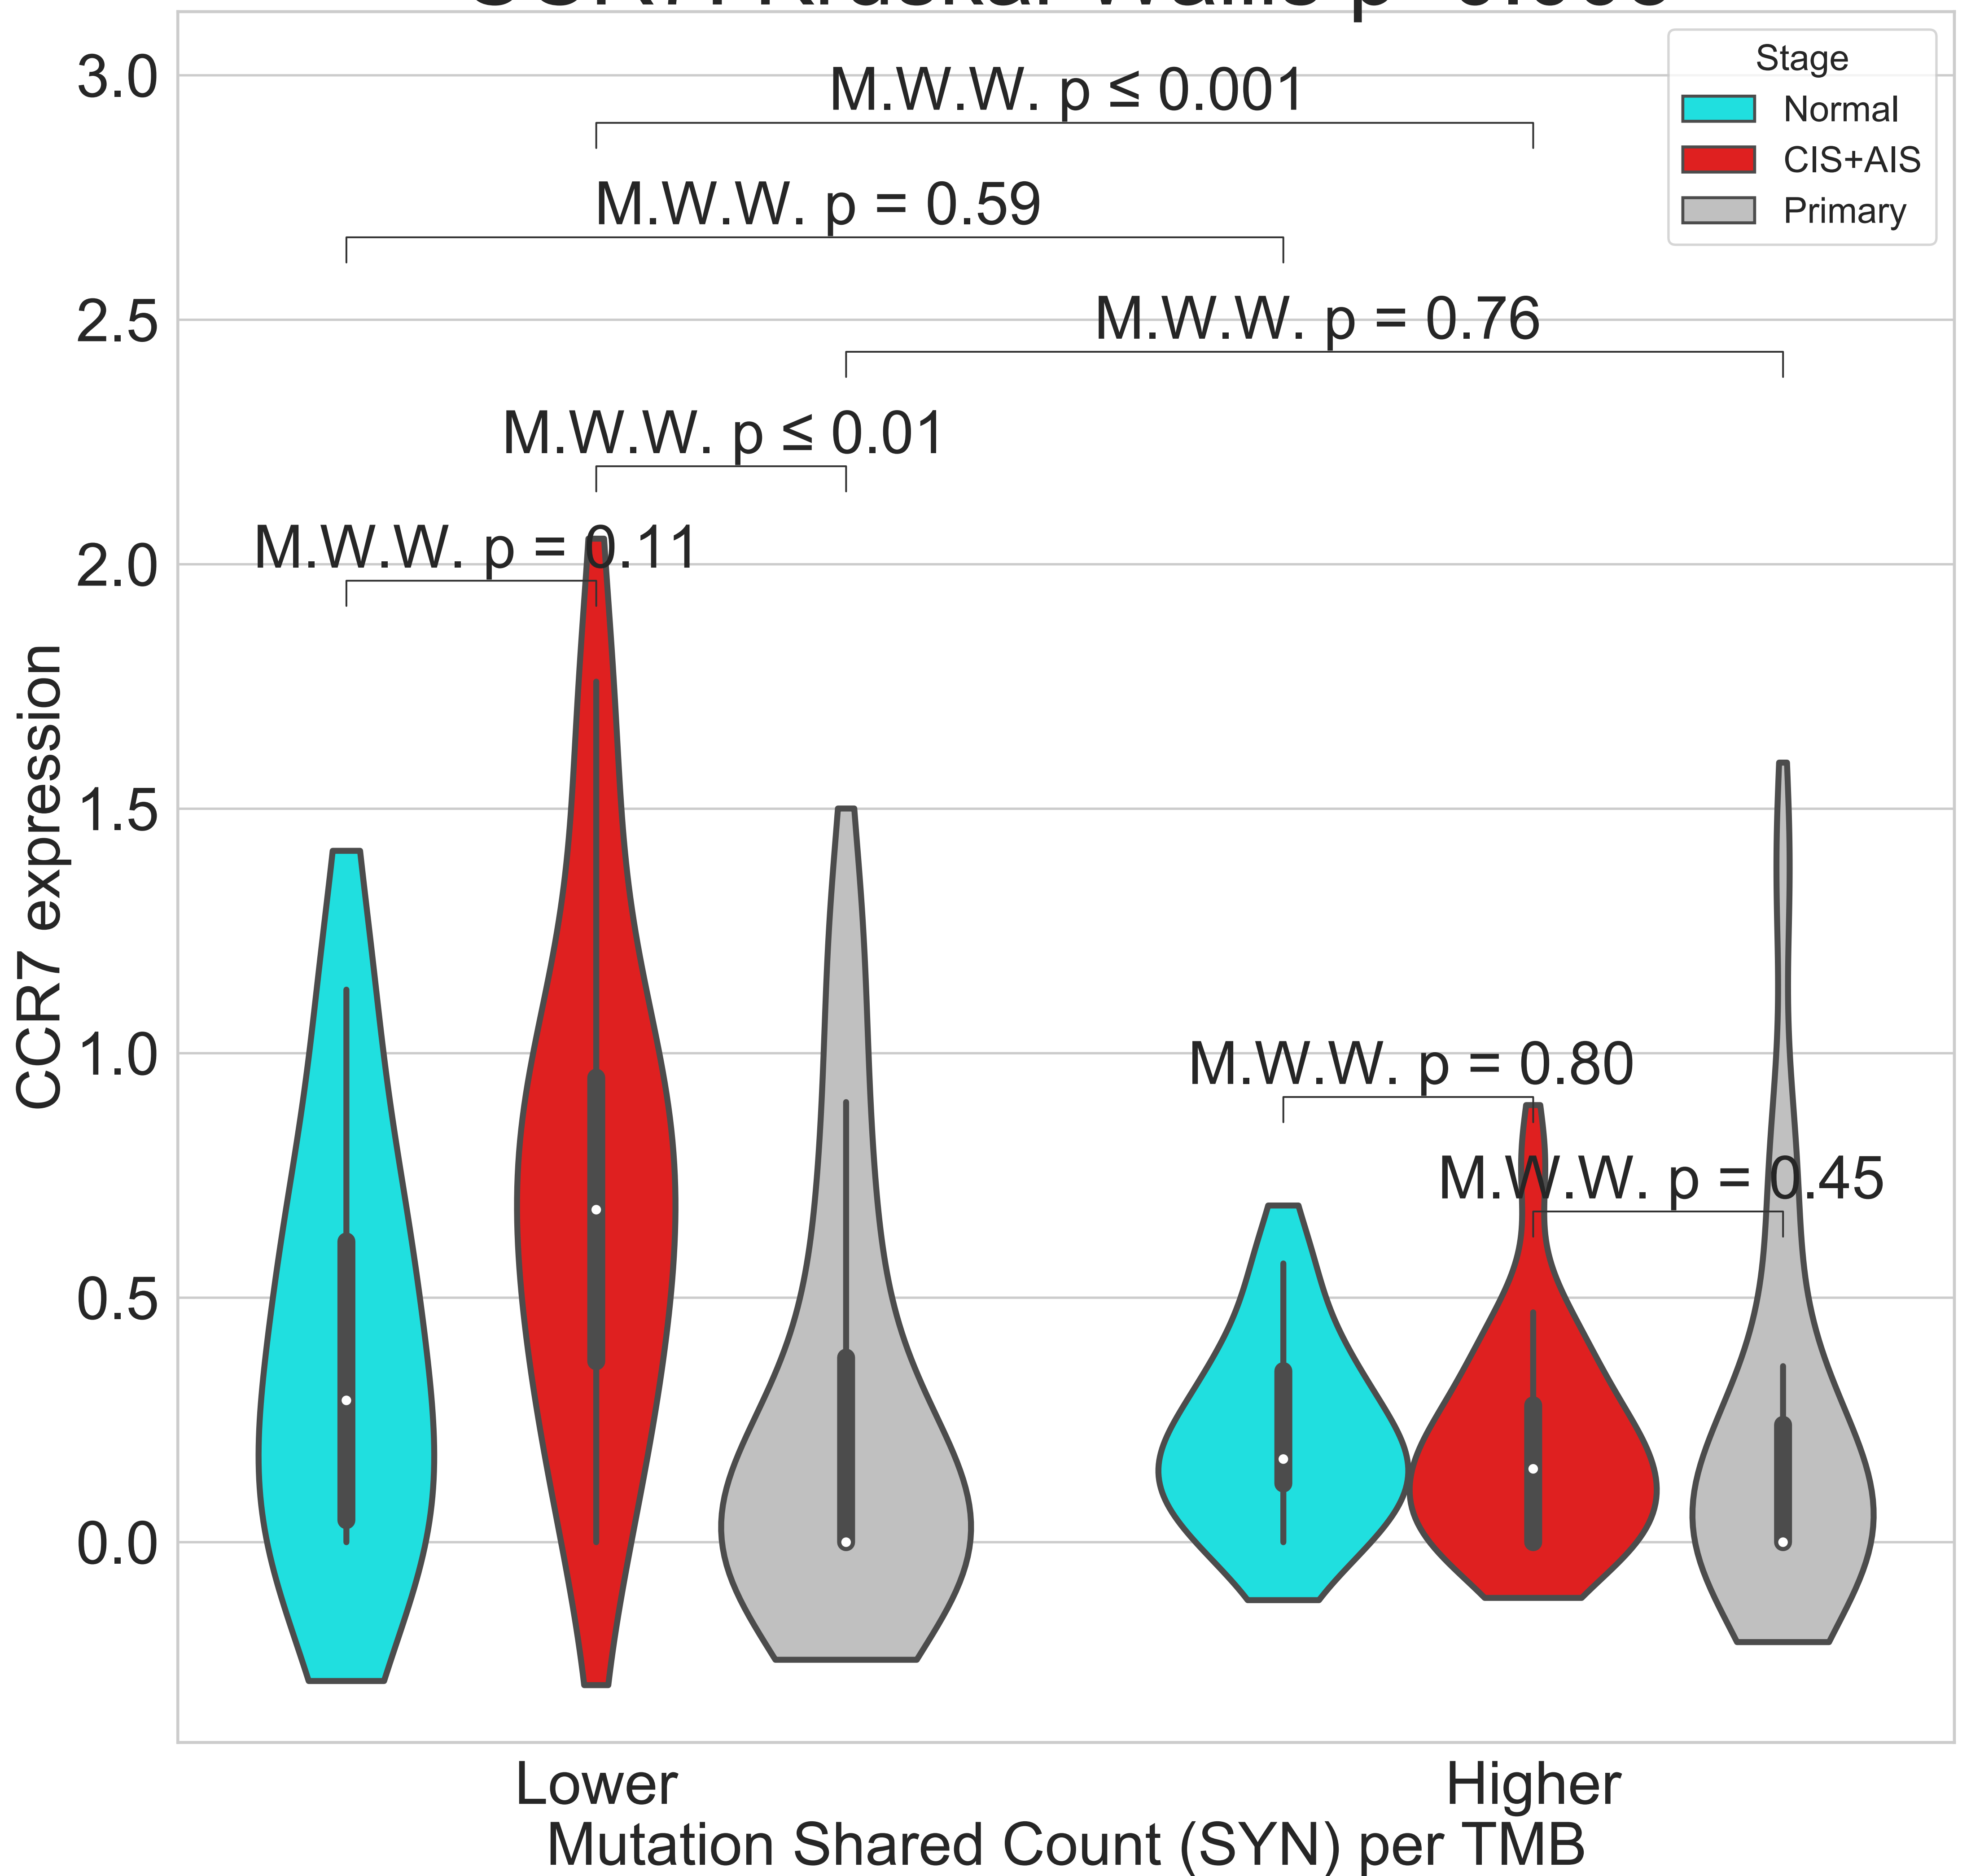 Stage
Normal
CIS+AIS
Primary
M.W.W. p ≤ 0.001
M.W.W. p = 0.59
M.W.W. p = 0.76
M.W.W. p ≤ 0.01
M.W.W. p = 0.11
M.W.W. p = 0.80
M.W.W. p = 0.45
3.0
2.5
2.0
1.5
1.0
0.5
0.0
CCR7 expression
Lower
Higher
Mutation Shared Count (SYN) per TMB